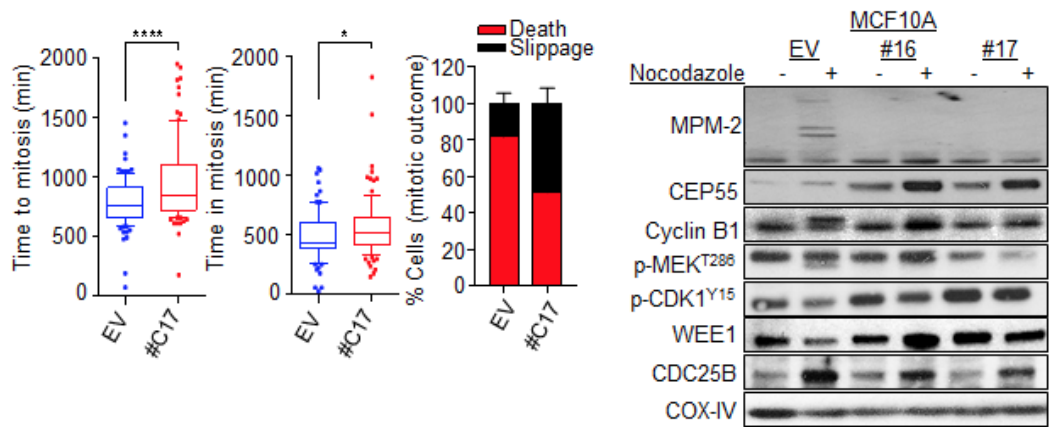 Time to mitosis (min)
2000
1500
1000
500
0
****
EV
#C17
Time in mitosis (min)
2000
1500
1000
500
0
*
EV
#C17
Death
Slippage
% Cells (mitotic outcome)
120
100
80
60
40
20
0
EV
#C17
MCF10A
EV #16 #17
Nocodazole - + - + - +
MPM-2
CEP55
Cyclin B1
p-MEKᵀ²⁸⁶
p-CDK1ʸ¹⁵
WEE1
CDC25B
COX-IV